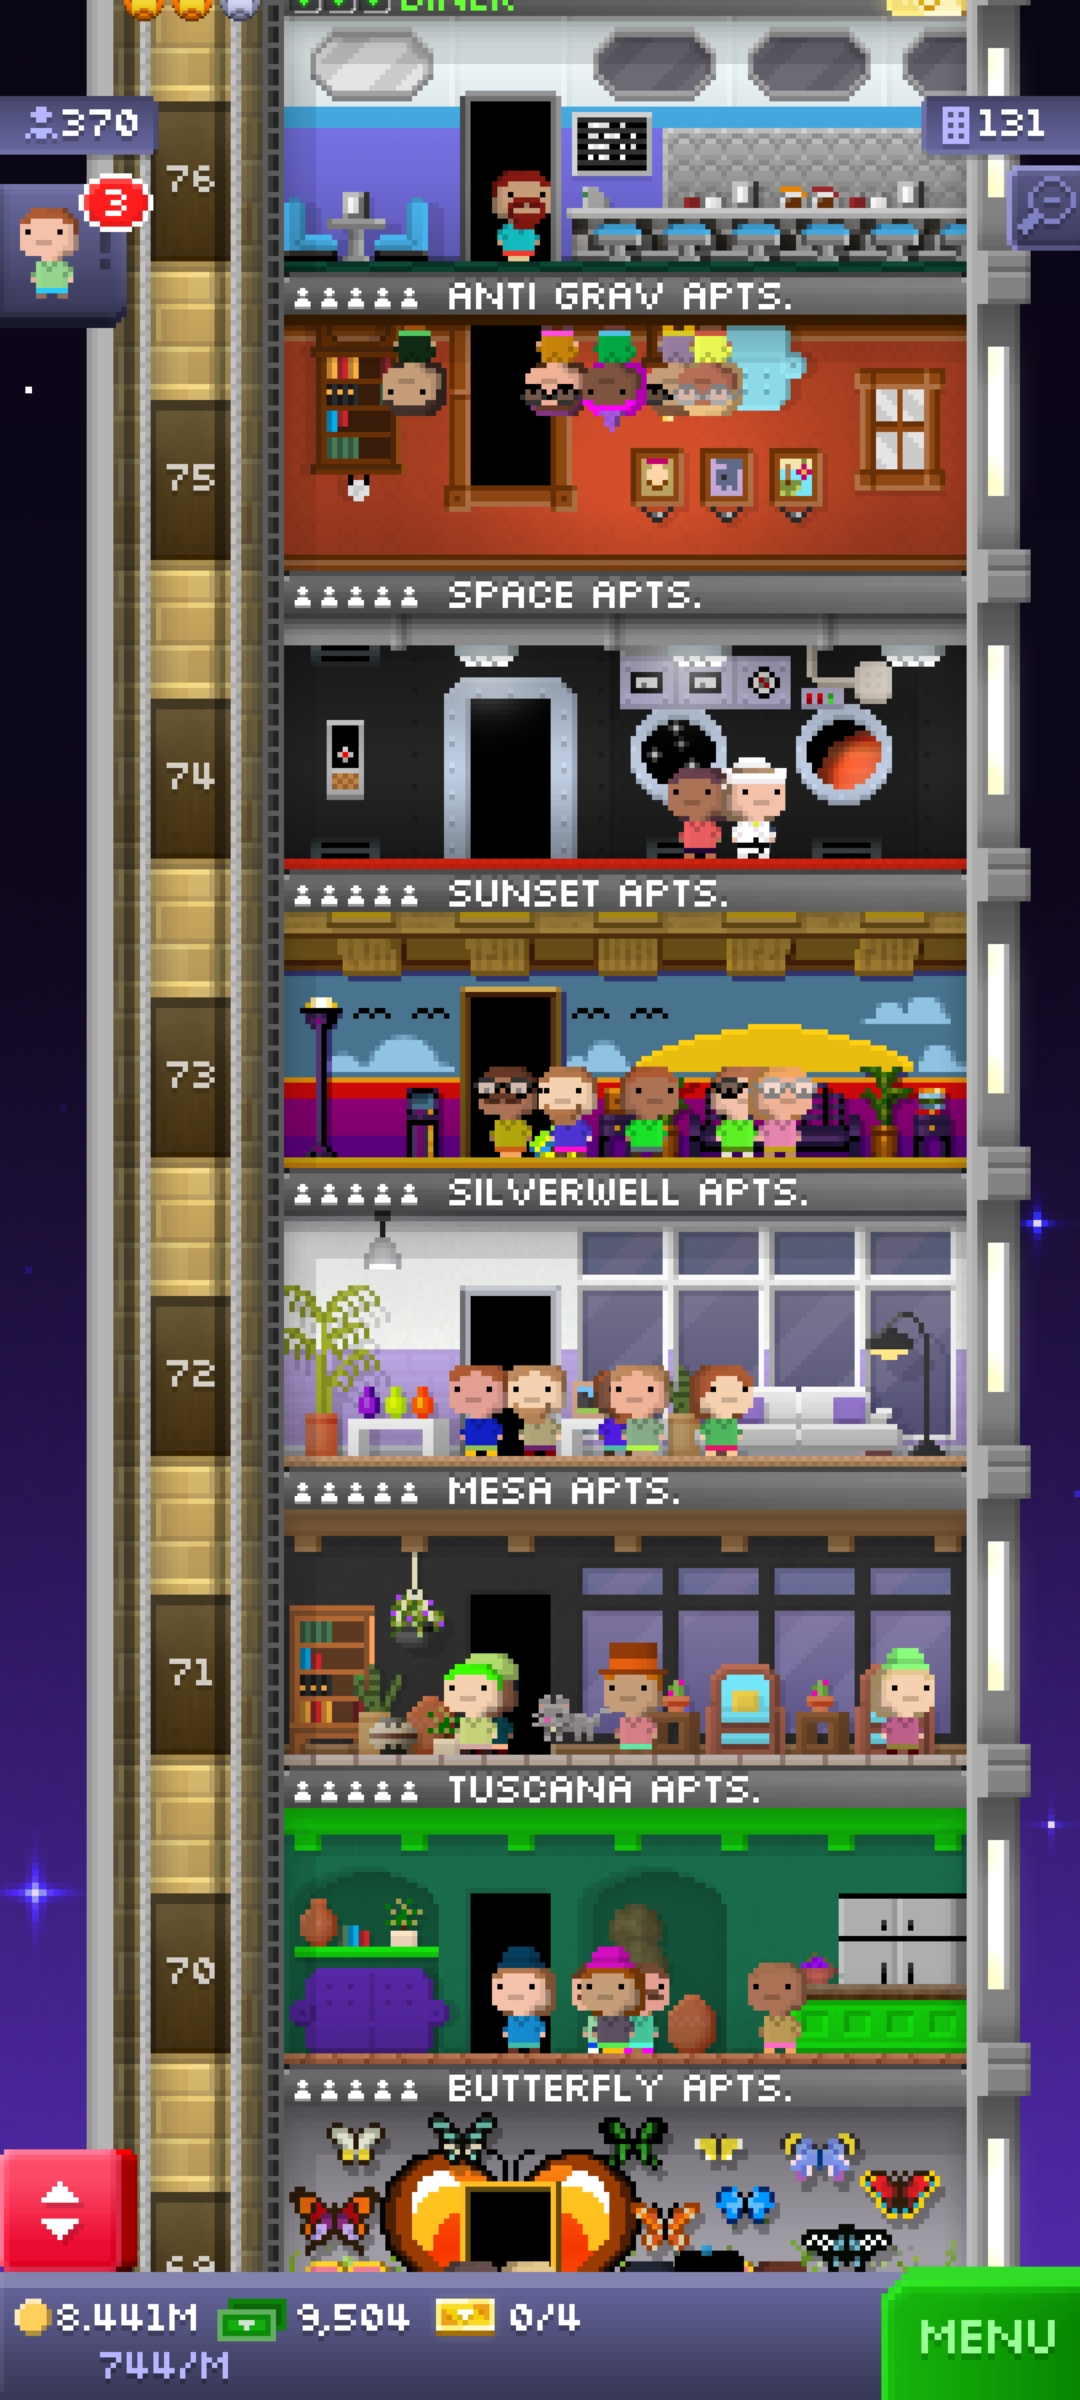 DINER
370
131
76
3
ANTI GRAV APTS.
75
SPACE APTS.
74
SUNSET APTS.
73
SILVERWELL APTS.
72
MESA APTS.
71
TUSCANA APTS.
70
BUTTERFLY APTS.
69
8.441M
9,504
0/4
MENU
744/M